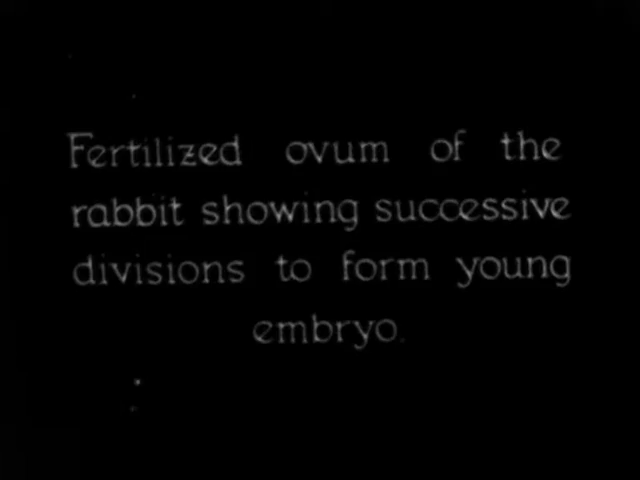 Fertilized ovum of the
rabbit showing successive
divisions to form young
embryo.